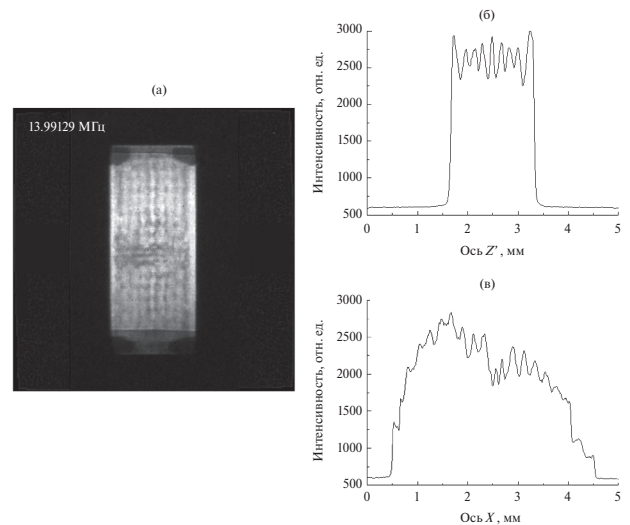 (а)
13.99129 МГц
(б)
Интенсивность, отн. ед.
3000
2500
2000
1500
1000
500
0 1 2 3 4 5
Ось Z', мм
(в)
Интенсивность, отн. ед.
3000
2500
2000
1500
1000
500
0 1 2 3 4 5
Ось X, мм